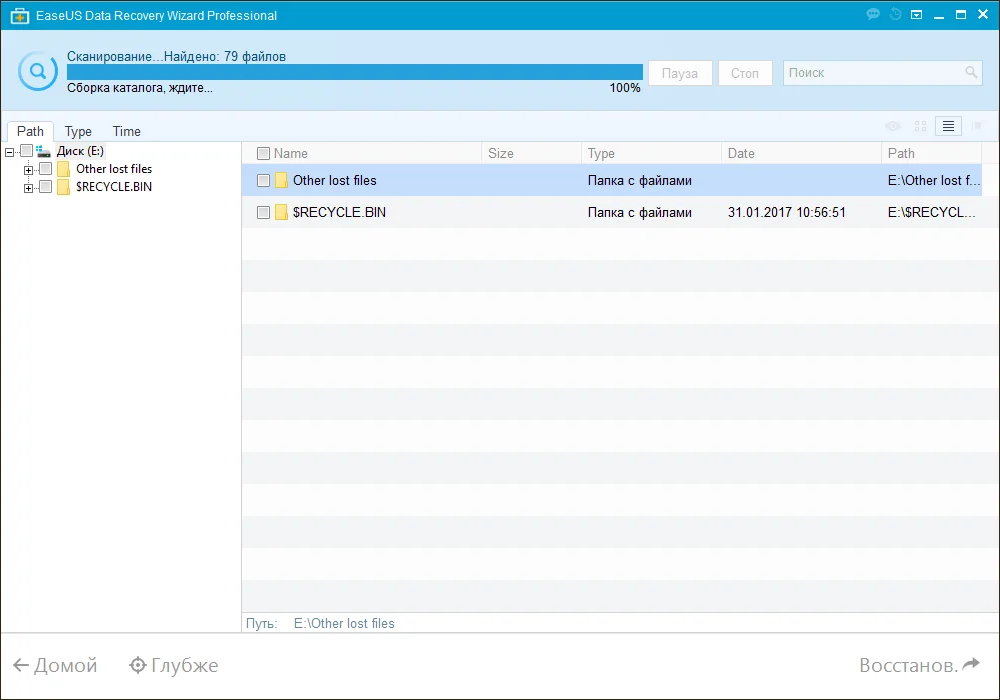 EaseUS Data Recovery Wizard Professional
Сканирование...Найдено: 79 файлов
Сборка каталога, ждите...
100%
Пауза
Стоп
Поиск
Path Type Time
Диск (E:)
Other lost files
$RECYCLE.BIN
Name Size Type Date Path
Other lost files Папка с файлами E:\Other lost f...
$RECYCLE.BIN Папка с файлами 31.01.2017 10:56:51 E:\$RECYCL...
Путь: E:\Other lost files
Домой Глубже Восстанов.